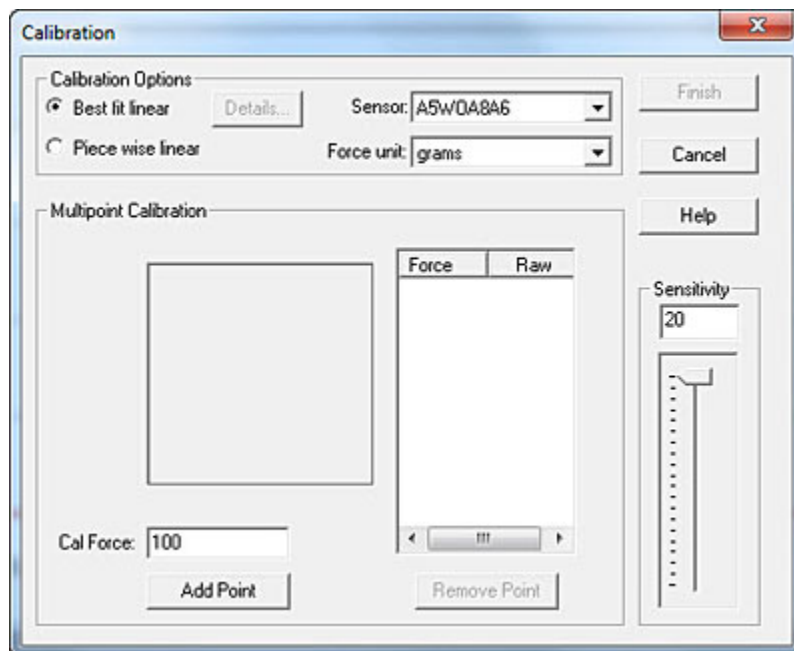 Calibration
Calibration Options
Best fit linear
Details...
Sensor: A5W0A8A6
Piece wise linear
Force unit: grams
Finish
Cancel
Help
Multipoint Calibration
Force Raw
Cal Force: 100
Add Point
Remove Point
Sensitivity
20